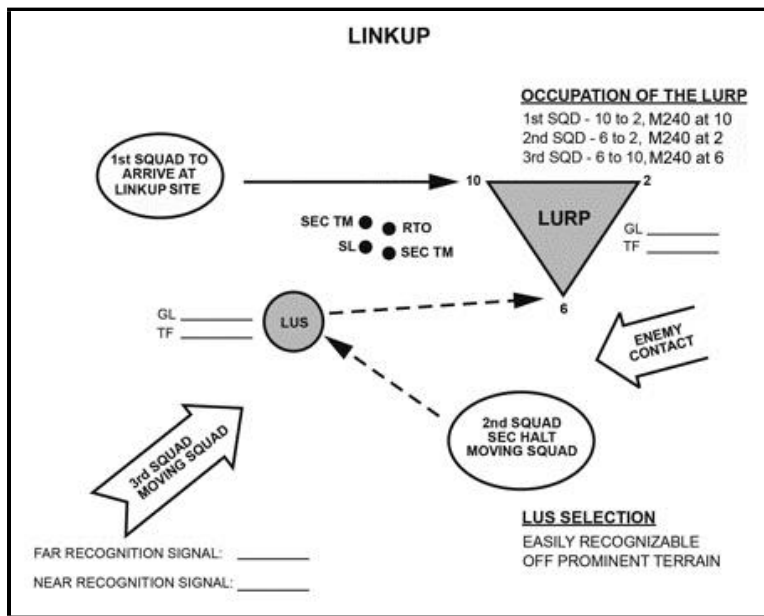 LINKUP
OCCUPATION OF THE LURP
1st SQD - 10 to 2, M240 at 10
2nd SQD - 6 to 2, M240 at 2
3rd SQD - 6 to 10, M240 at 6
1st SQUAD TO
ARRIVE AT
LINKUP SITE
10
2
LURP
6
SEC TM
RTO
SL
SEC TM
GL
TF
GL
TF
LUS
ENEMY
CONTACT
2nd SQUAD
SEC HALT
MOVING SQUAD
3rd SQUAD
MOVING SQUAD
LUS SELECTION
EASILY RECOGNIZABLE
OFF PROMINENT TERRAIN
FAR RECOGNITION SIGNAL:
NEAR RECOGNITION SIGNAL: